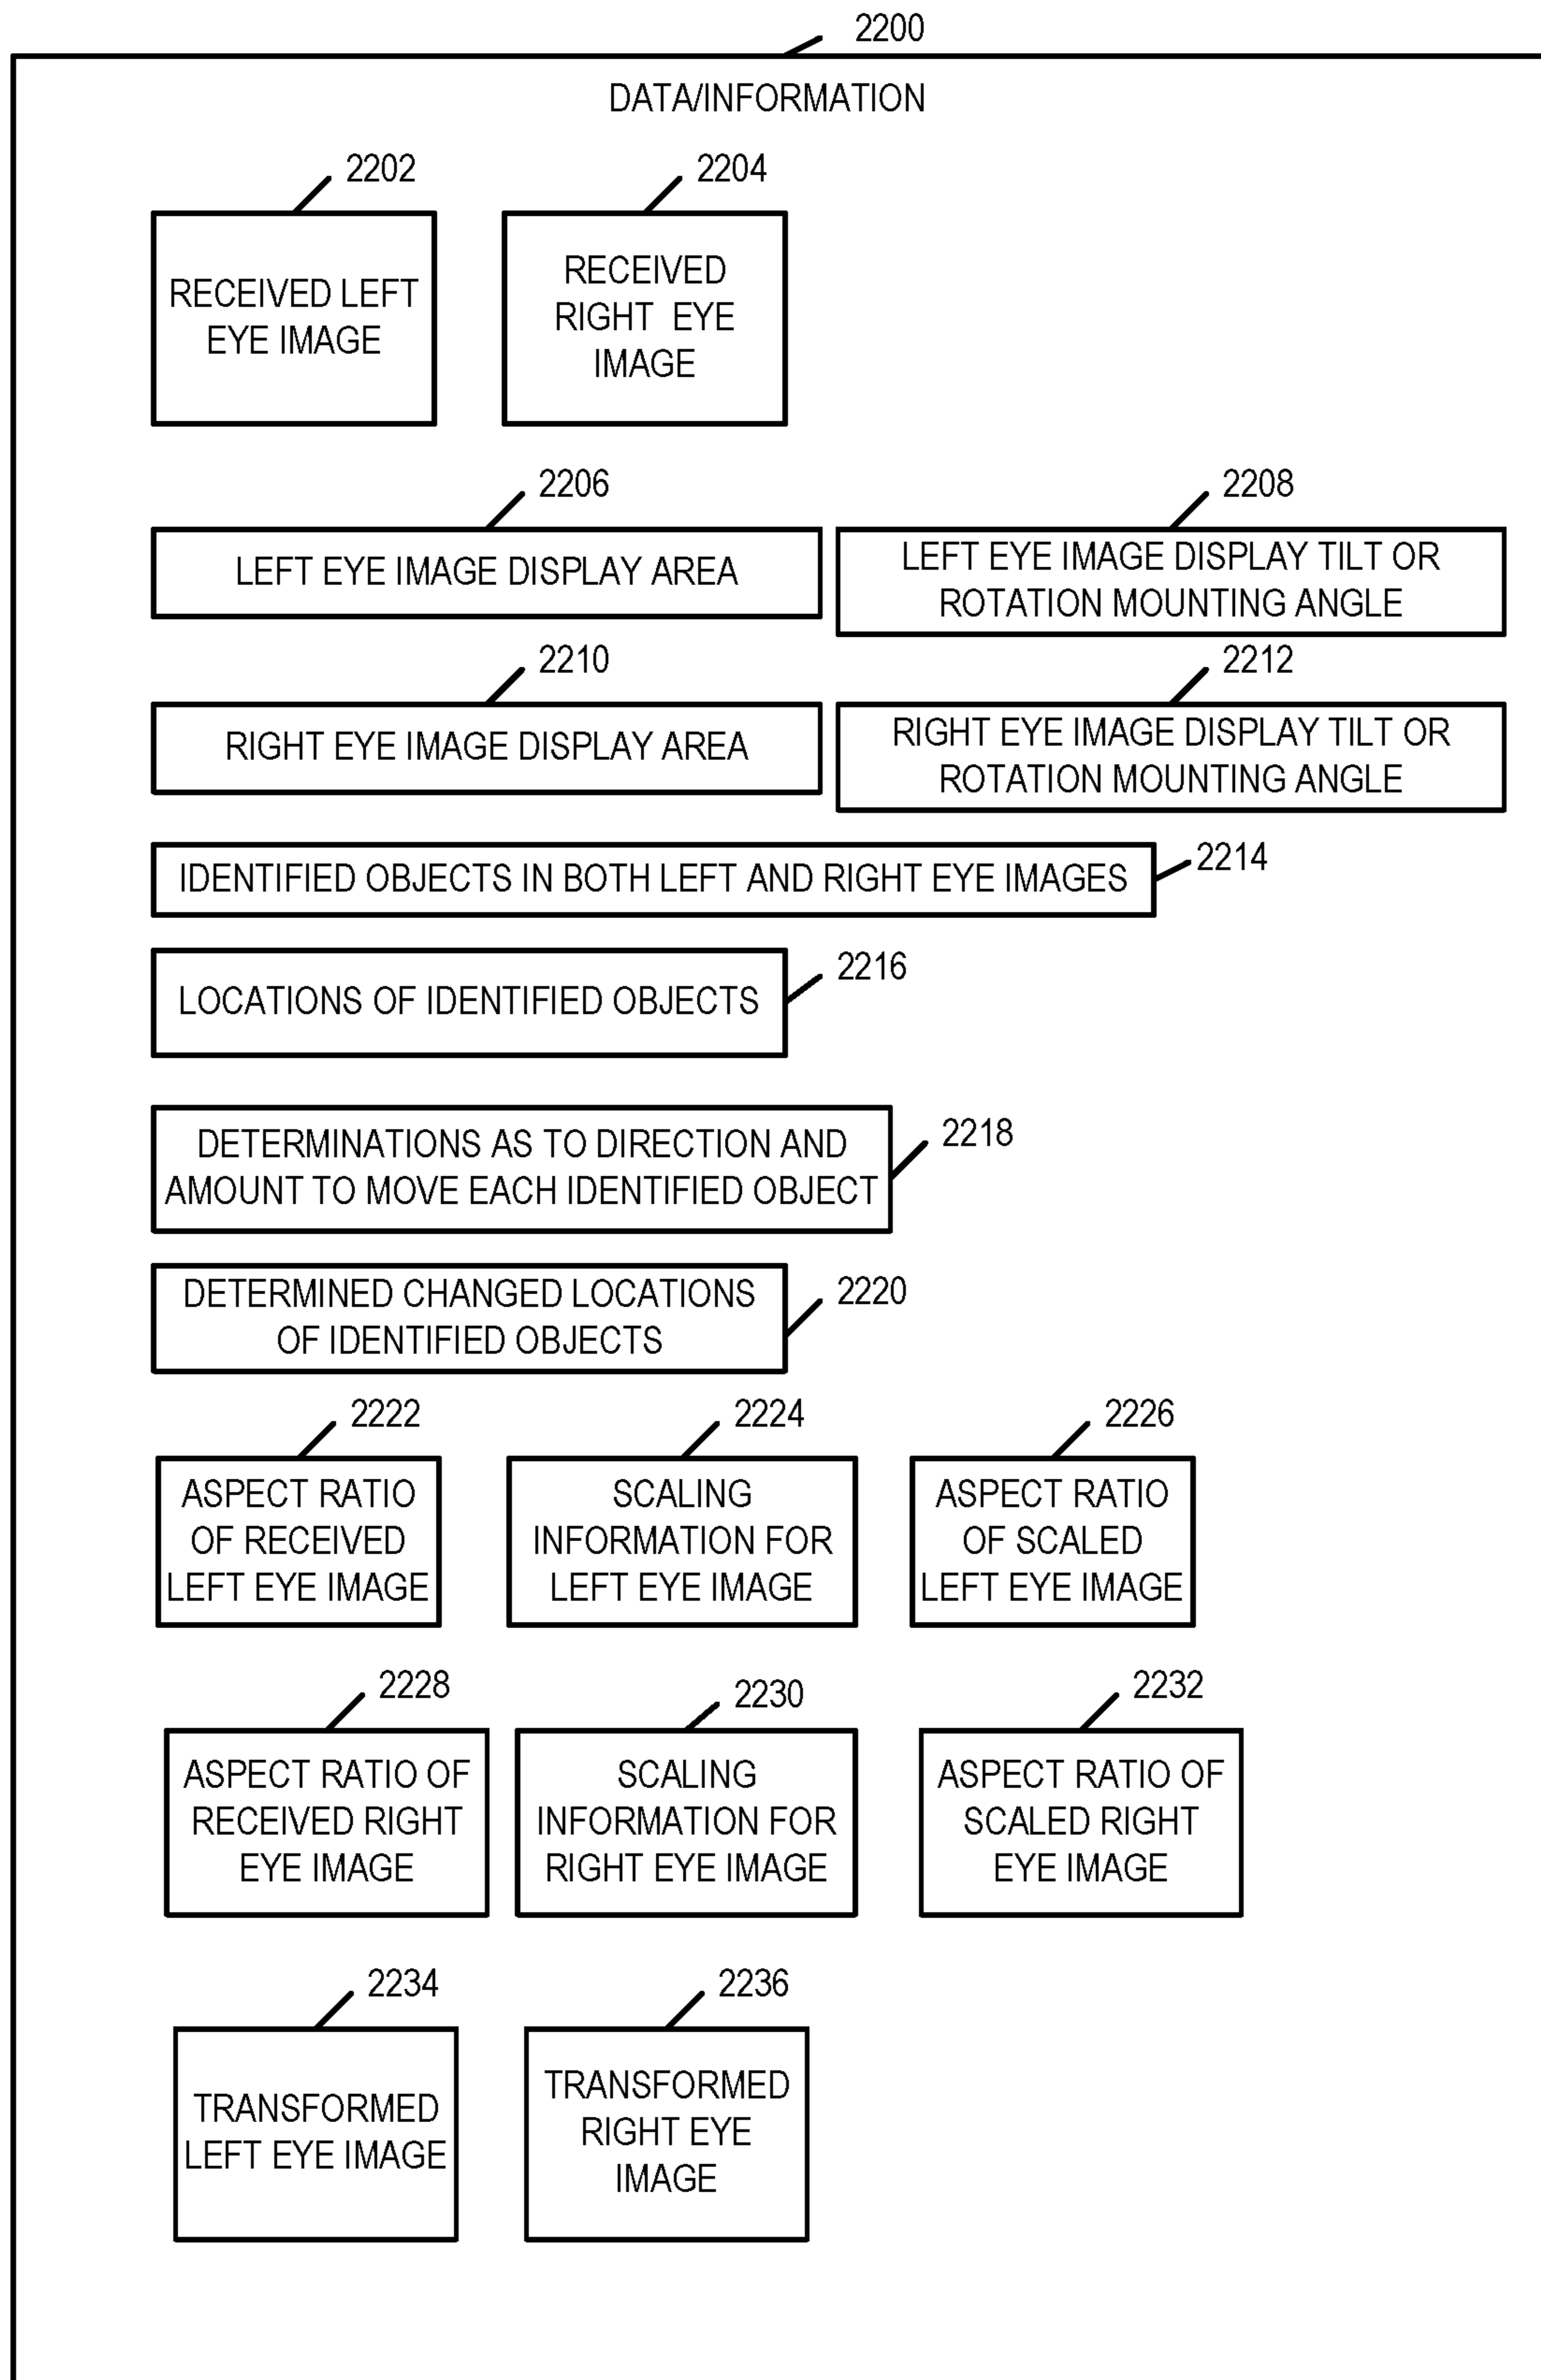 2200
DATA/INFORMATION
2202
2204
RECEIVED LEFT
EYE IMAGE
RECEIVED
RIGHT EYE
IMAGE
2206
2208
LEFT EYE IMAGE DISPLAY AREA
LEFT EYE IMAGE DISPLAY TILT OR
ROTATION MOUNTING ANGLE
2210
2212
RIGHT EYE IMAGE DISPLAY AREA
RIGHT EYE IMAGE DISPLAY TILT OR
ROTATION MOUNTING ANGLE
IDENTIFIED OBJECTS IN BOTH LEFT AND RIGHT EYE IMAGES
2214
LOCATIONS OF IDENTIFIED OBJECTS
2216
DETERMINATIONS AS TO DIRECTION AND
AMOUNT TO MOVE EACH IDENTIFIED OBJECT
2218
DETERMINED CHANGED LOCATIONS
OF IDENTIFIED OBJECTS
2220
2222
2224
2226
ASPECT RATIO
OF RECEIVED
LEFT EYE IMAGE
SCALING
INFORMATION FOR
LEFT EYE IMAGE
ASPECT RATIO
OF SCALED
LEFT EYE IMAGE
2228
2230
2232
ASPECT RATIO OF
RECEIVED RIGHT
EYE IMAGE
SCALING
INFORMATION FOR
RIGHT EYE IMAGE
ASPECT RATIO OF
SCALED RIGHT
EYE IMAGE
2234
2236
TRANSFORMED
LEFT EYE IMAGE
TRANSFORMED
RIGHT EYE
IMAGE